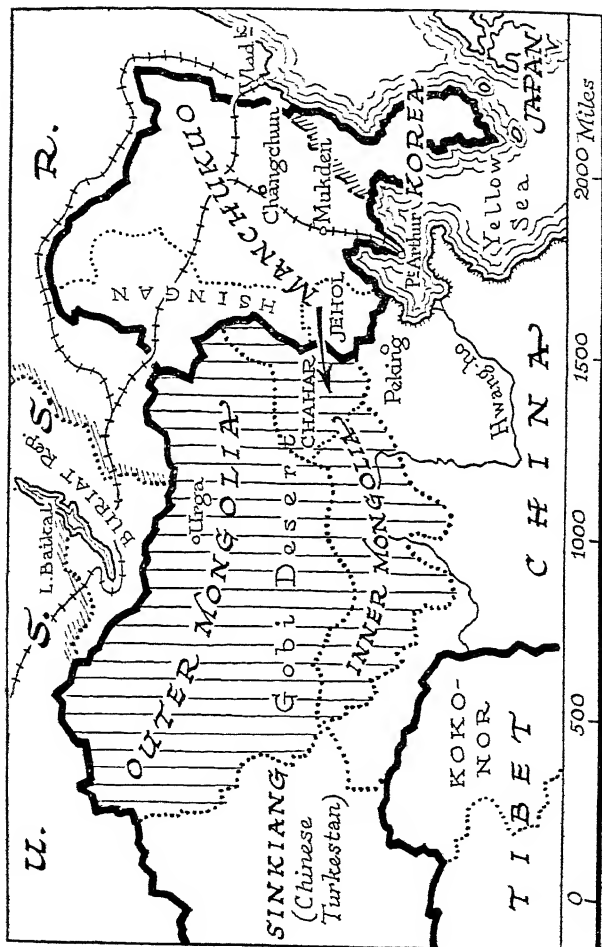 U. S. S. R.
L. Baikal
BURIAT Rep.
Vlad k
MANCHUKUO
HSINGAN
Changchun
Mukden
JEHOL
OUTER MONGOLIA
Urga
Gobi Desert
CHAHAR
INNER MONGOLIA
Peking
Pt Arthur
KOREA
JAPAN
Yellow
Sea
Hwang ho
SINKIANG
(Chinese
Turkestan)
KOKO-
NOR
TIBET
CHINA
0 500 1000 1500 2000 Miles